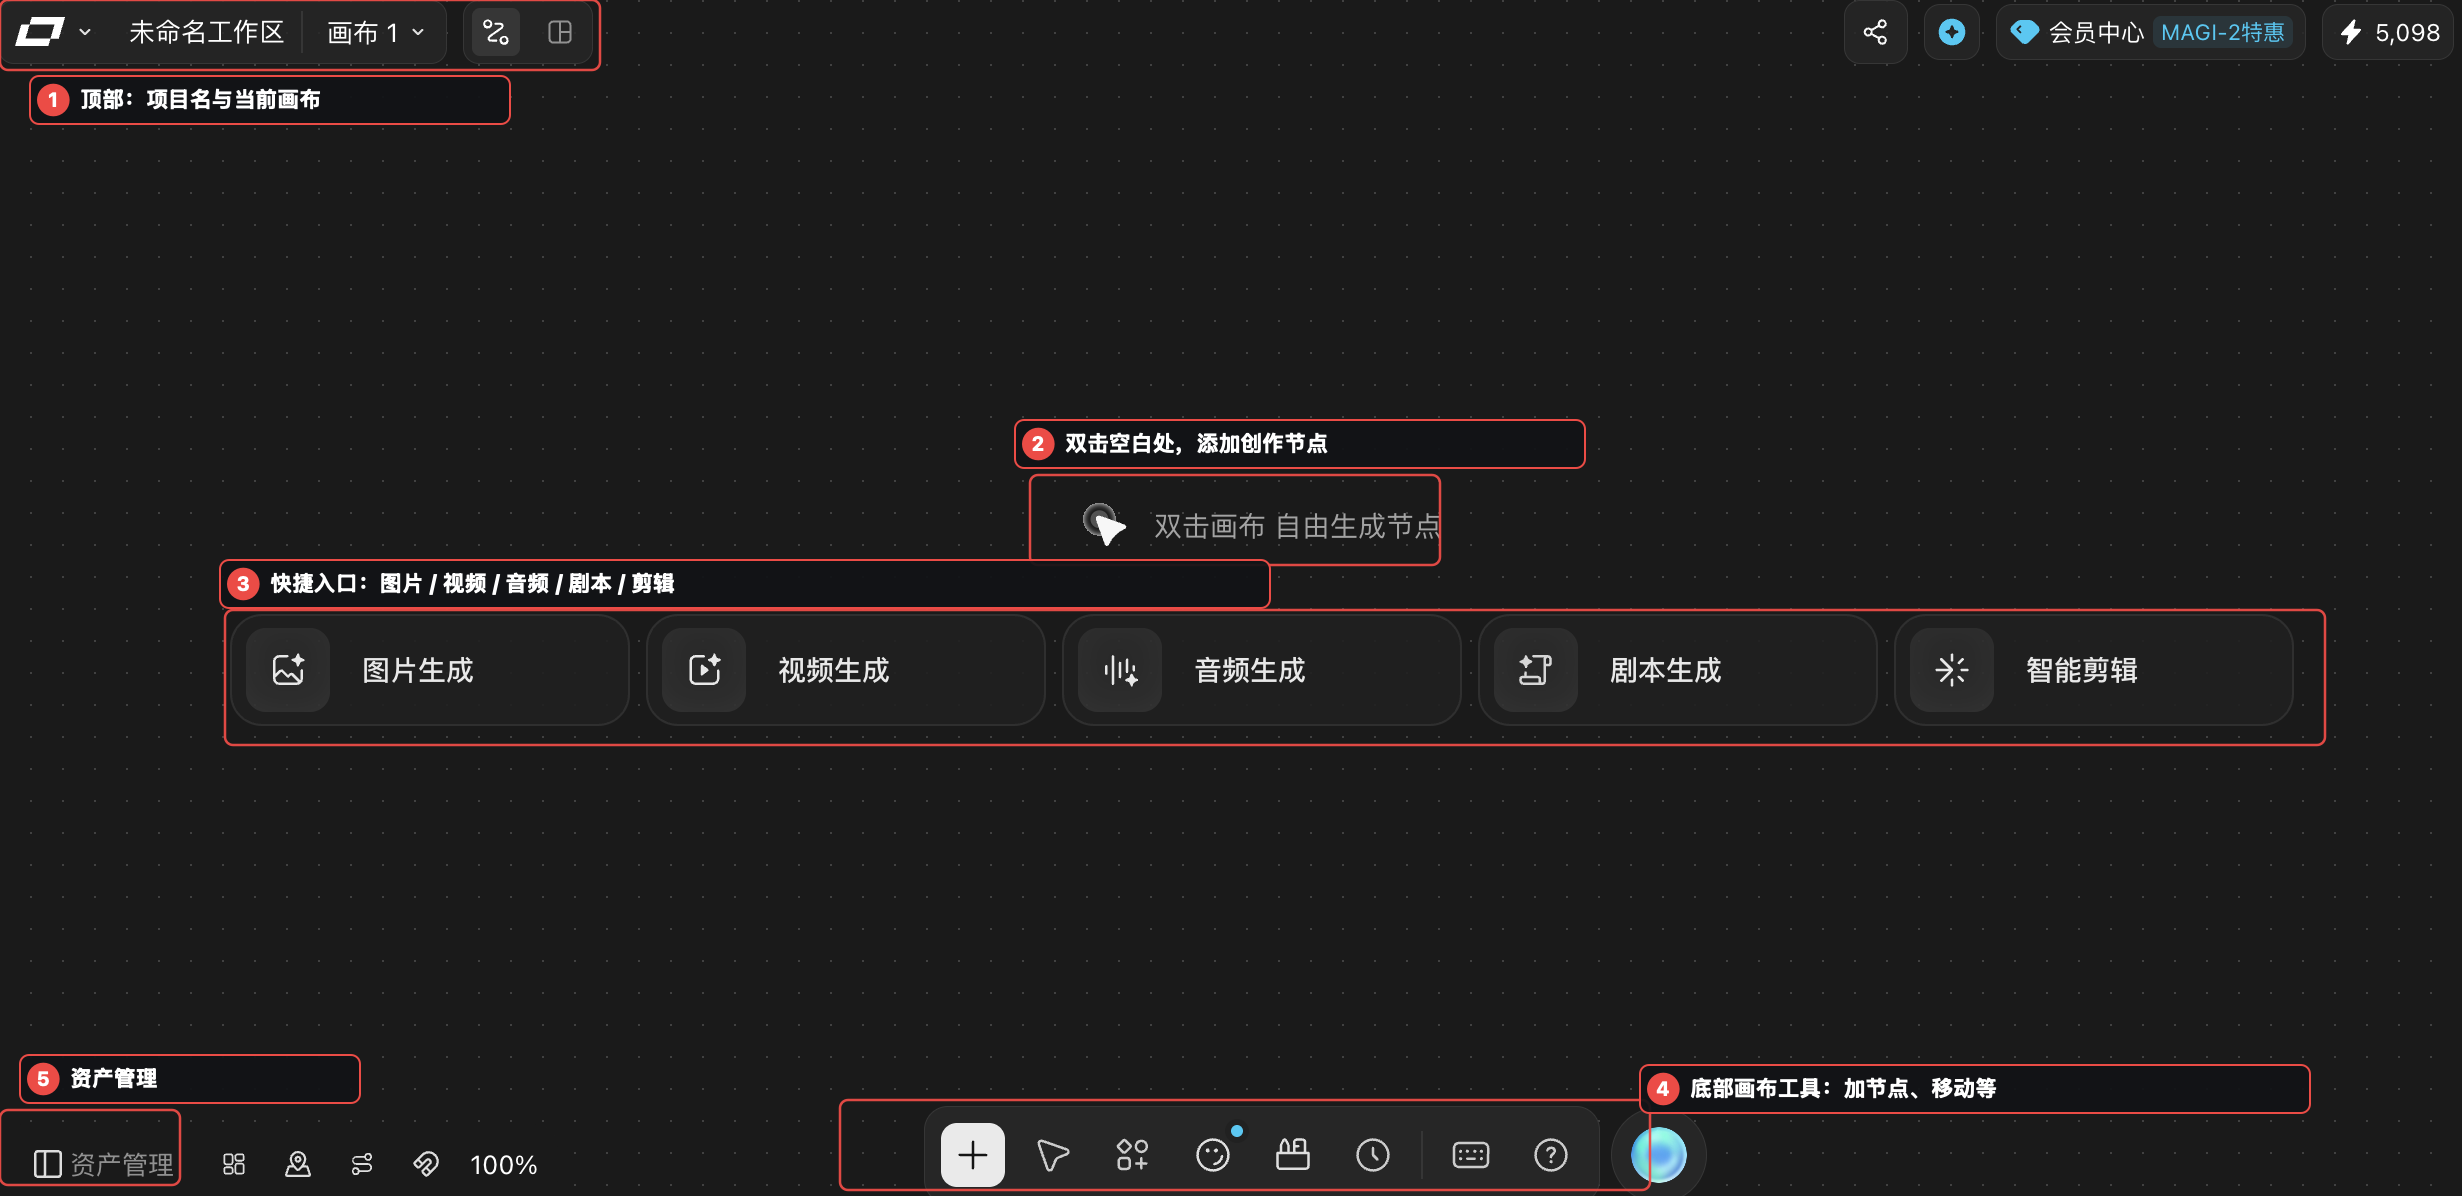 未命名工作区
画布 1
会员中心
MAGI-2特惠
5,098
1 顶部：项目名与当前画布
2 双击空白处，添加创作节点
双击画布 自由生成节点
3 快捷入口：图片 / 视频 / 音频 / 剧本 / 剪辑
图片生成
视频生成
音频生成
剧本生成
智能剪辑
5 资产管理
4 底部画布工具：加节点、移动等
资产管理
100%